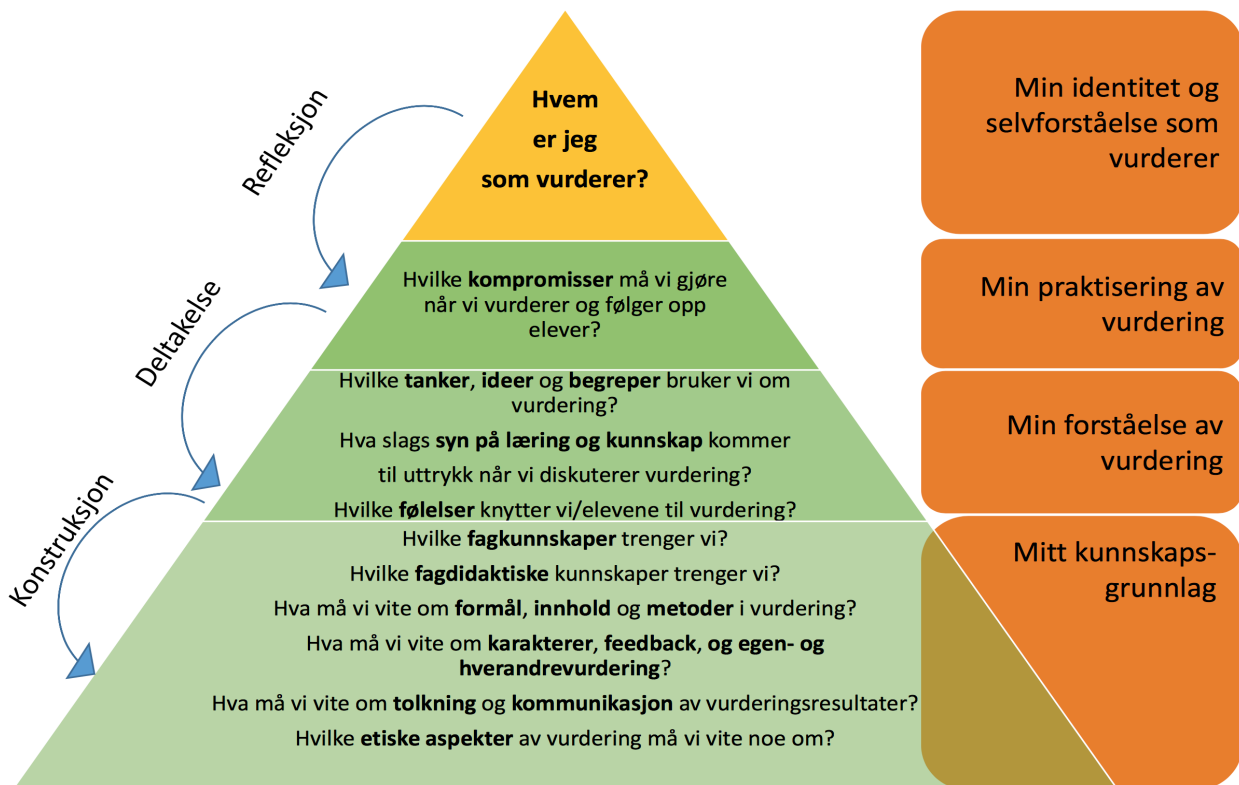 Hvem
er jeg
som vurderer?
Refleksjon
Min identitet og
selvforståelse som
vurderer
Hvilke kompromisser må vi gjøre
når vi vurderer og følger opp
elever?
Deltakelse
Min praktisering av
vurdering
Hvilke tanker, ideer og begreper bruker vi om
vurdering?
Hva slags syn på læring og kunnskap kommer
til uttrykk når vi diskuterer vurdering?
Hvilke følelser knytter vi/elevene til vurdering?
Min forståelse av
vurdering
Konstruksjon
Hvilke fagkunnskaper trenger vi?
Hvilke fagdidaktiske kunnskaper trenger vi?
Hva må vi vite om formål, innhold og metoder i vurdering?
Hva må vi vite om karakterer, feedback, og egen- og
hverandrevurdering?
Hva må vi vite om tolkning og kommunikasjon av vurderingsresultater?
Hvilke etiske aspekter av vurdering må vi vite noe om?
Mitt kunnskaps-
grunnlag